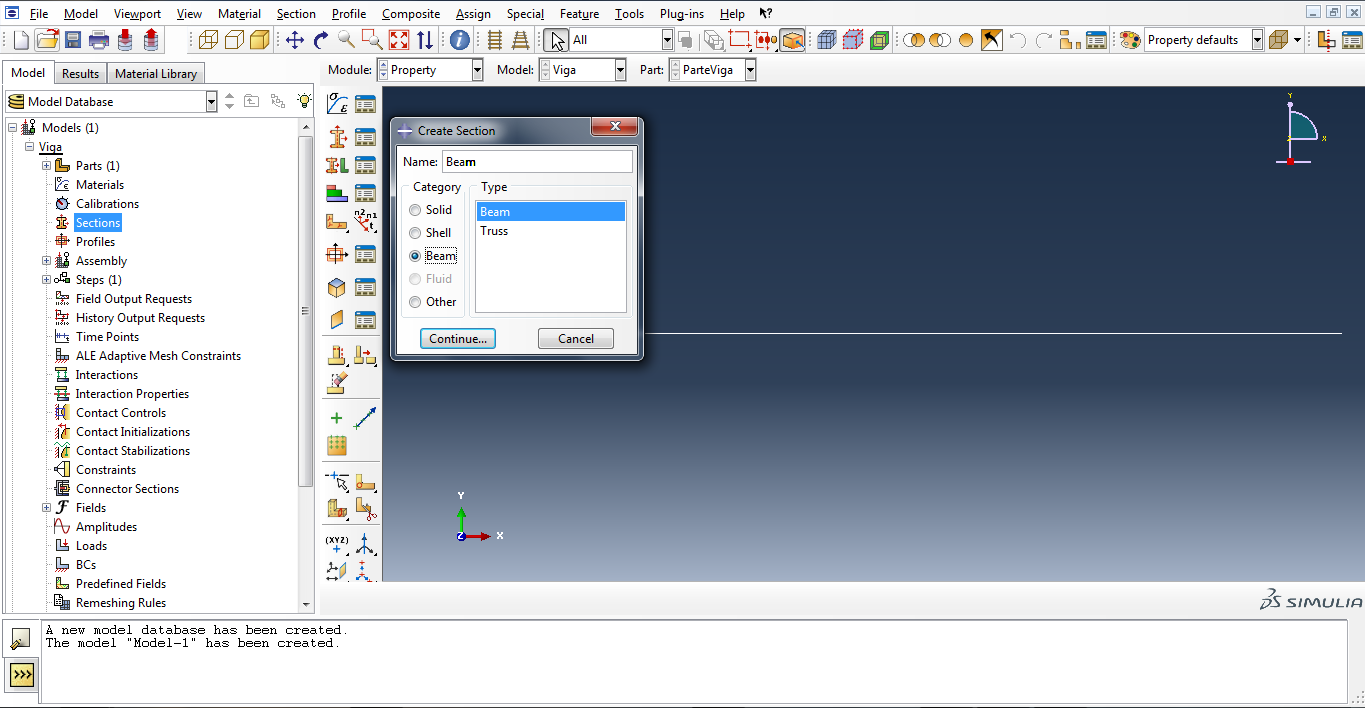 File Model Viewport View Material Section Profile Composite Assign Special Feature Tools Plug-ins Help
All Property defaults
Model Results Material Library
Module: Property Model: Viga Part: ParteViga
Model Database
Models (1)
Viga
Parts (1)
Materials
Calibrations
Sections
Profiles
Assembly
Steps (1)
Field Output Requests
History Output Requests
Time Points
ALE Adaptive Mesh Constraints
Interactions
Interaction Properties
Contact Controls
Contact Initializations
Contact Stabilizations
Constraints
Connector Sections
Fields
Amplitudes
Loads
BCs
Predefined Fields
Remeshing Rules
σ ε
n2 n1
t
(XYZ)
Create Section
Name: Beam
Category Type
Solid
Shell
Beam
Fluid
Other
Beam
Truss
Continue... Cancel
Y
X
Y
Z X
SIMULIA
A new model database has been created.
The model "Model-1" has been created.
>>>